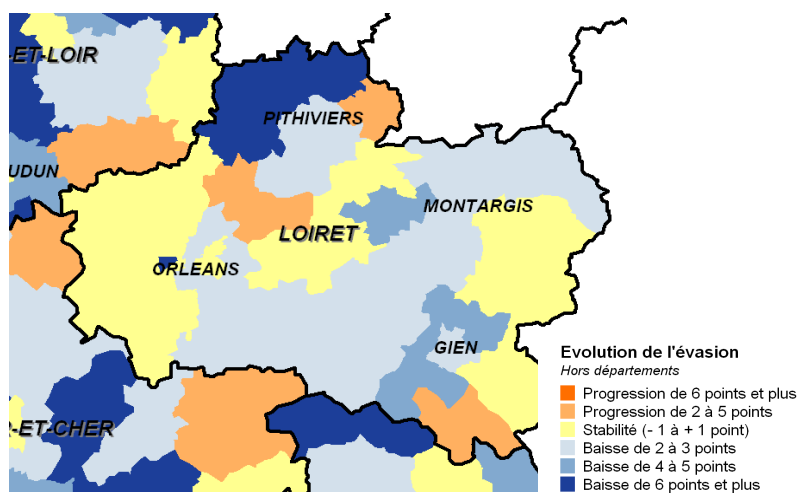 -ET-LOIR
PITHIVIERS
UDUN
MONTARGIS
LOIRET
ORLEANS
GIEN
R-ET-CHER
Evolution de l'évasion
Hors départements
Progression de 6 points et plus
Progression de 2 à 5 points
Stabilité (- 1 à + 1 point)
Baisse de 2 à 3 points
Baisse de 4 à 5 points
Baisse de 6 points et plus